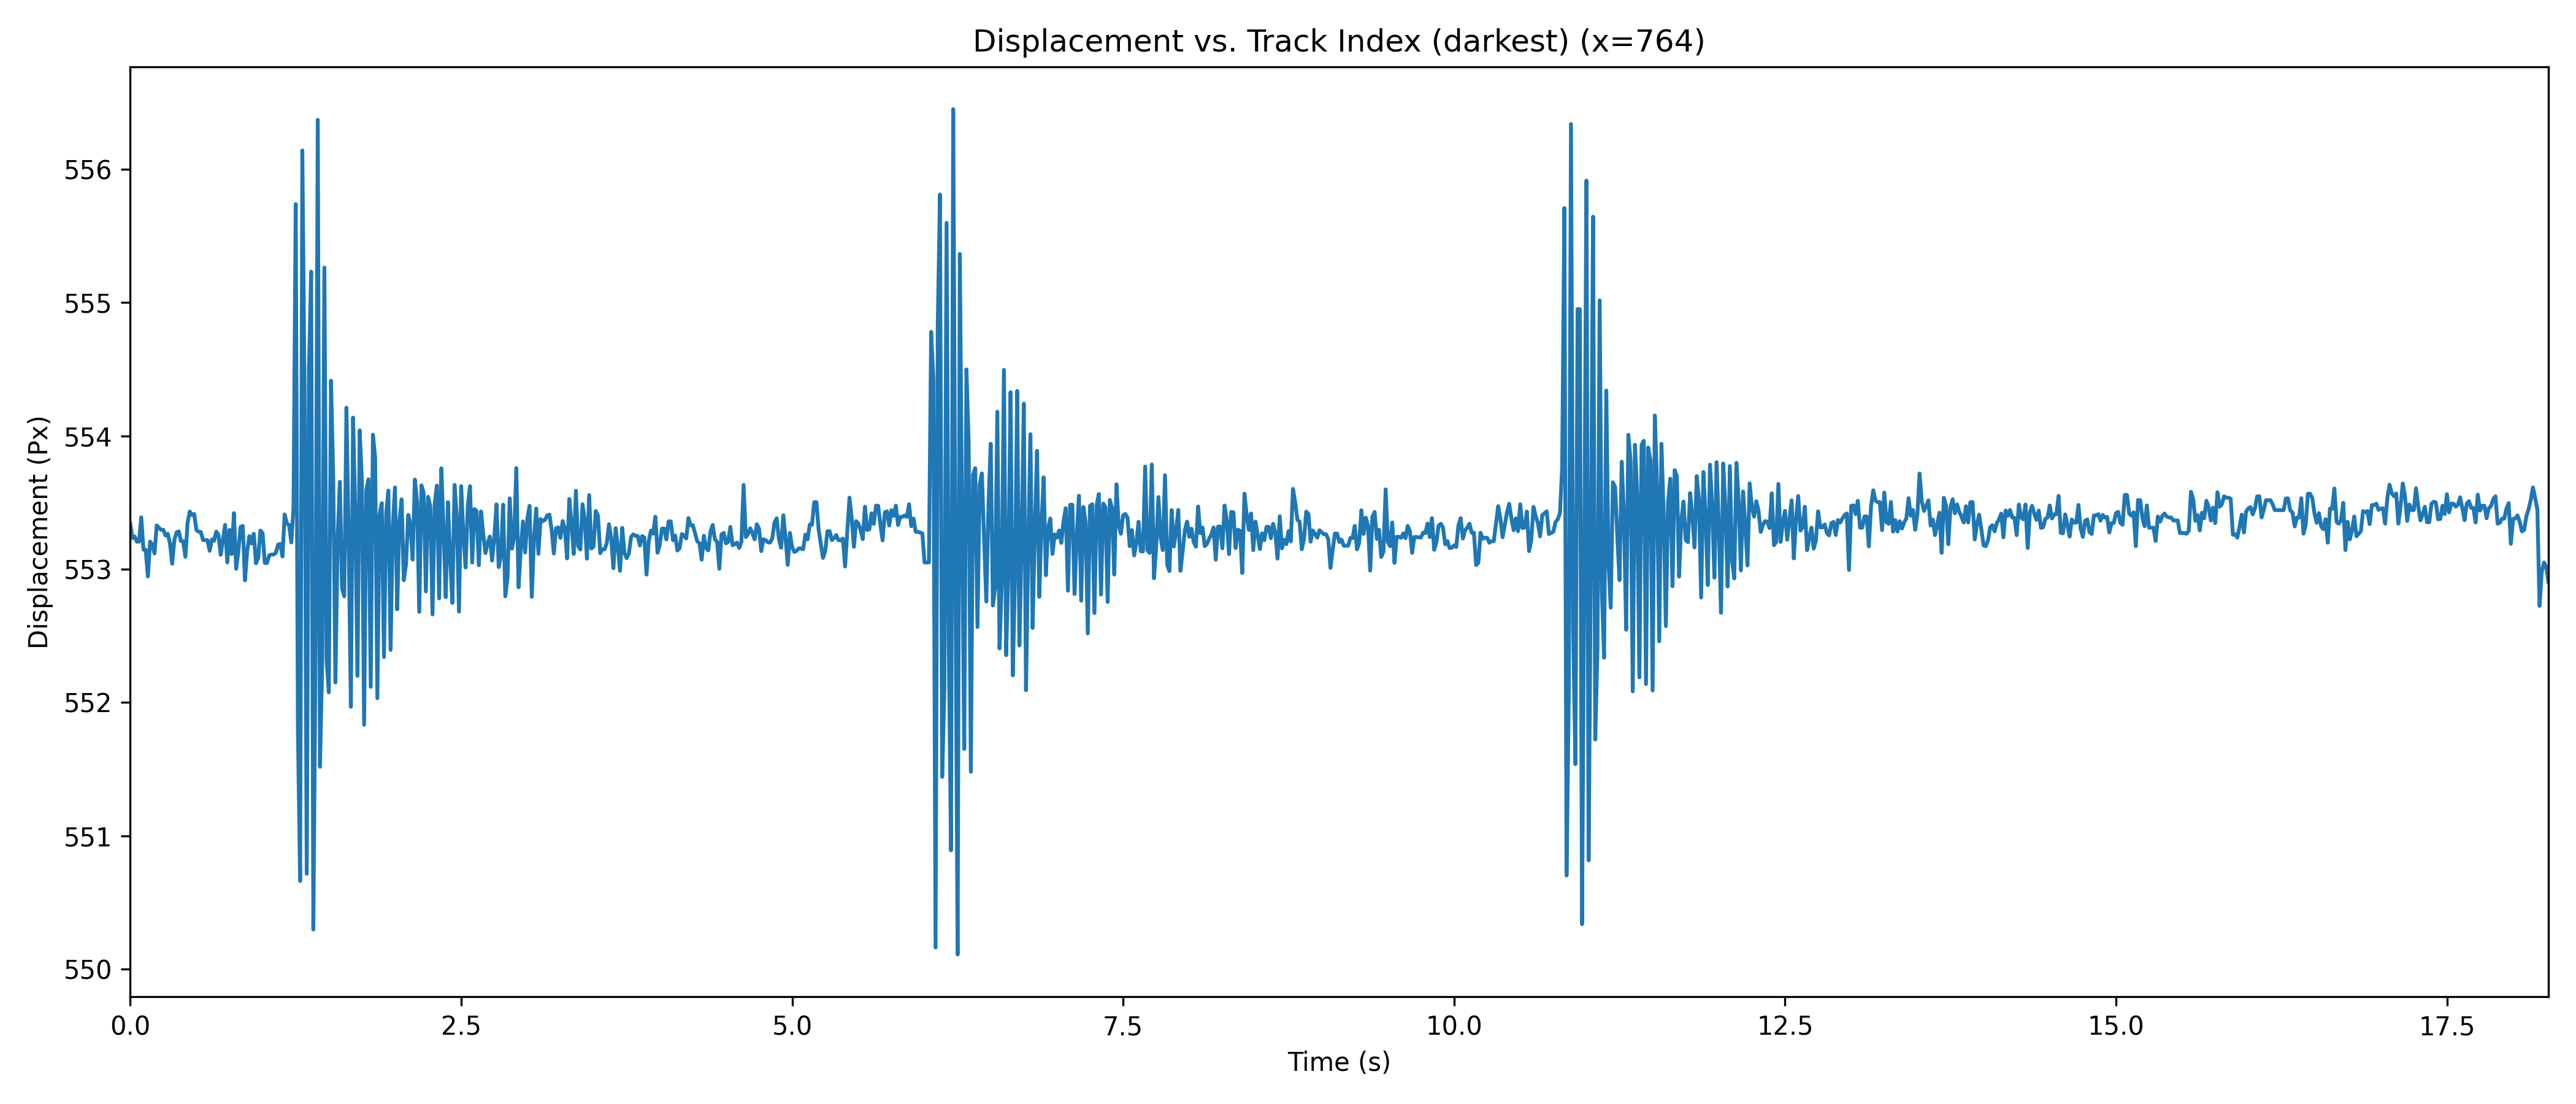 Displacement vs. Track Index (darkest) (x=764)
556
555
554
553
552
551
550
Displacement (Px)
0.0 2.5 5.0 7.5 10.0 12.5 15.0 17.5
Time (s)